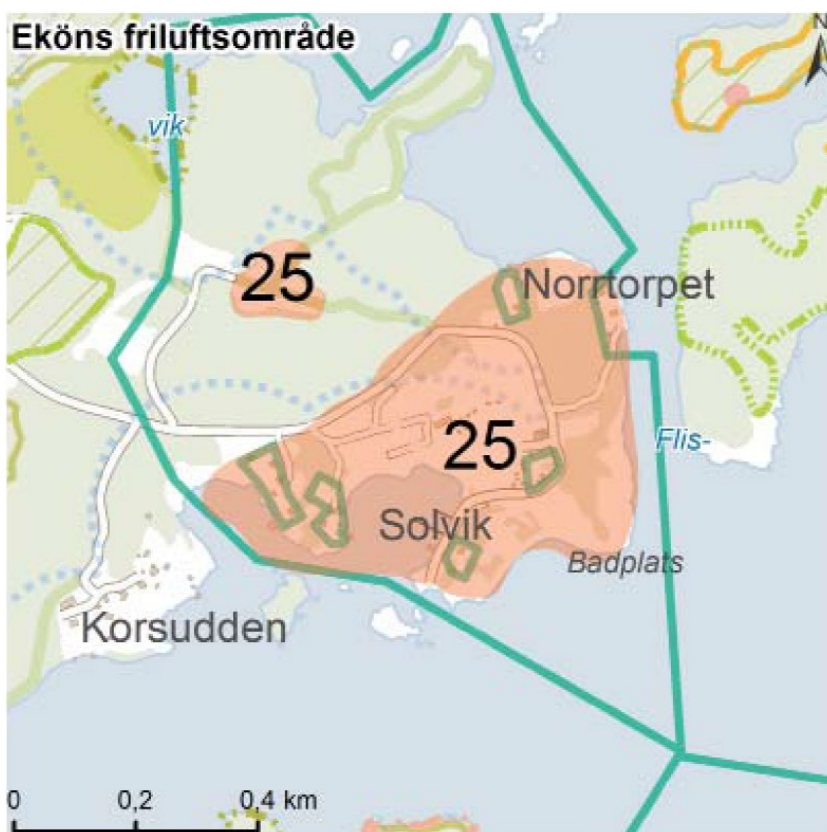 Eköns friluftsområde
N
vik
25
Norrtorpet
25
Flis-
Solvik
Badplats
Korsudden
0 0,2 0,4 km